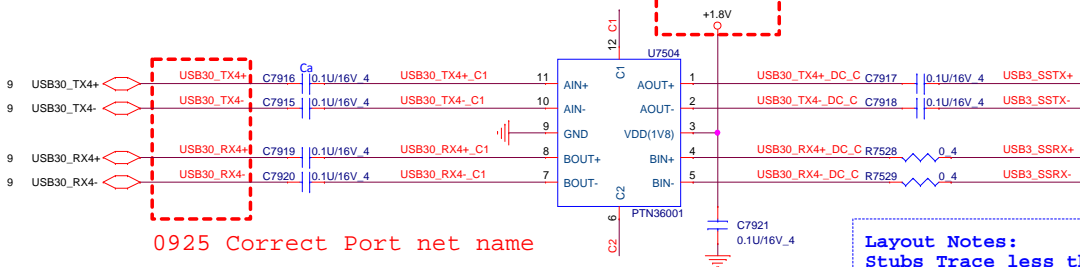 +1.8V
C1
12
U7504
9 USB30_TX4+ USB30_TX4+ C7916 Ca 0.1U/16V_4 USB30_TX4+_C1 11 AIN+ C1 AOUT+ 1 USB30_TX4+_DC_C C7917 0.1U/16V_4 USB3_SSTX+
9 USB30_TX4- USB30_TX4- C7915 0.1U/16V_4 USB30_TX4-_C1 10 AIN- AOUT- 2 USB30_TX4-_DC_C C7918 0.1U/16V_4 USB3_SSTX-
9 GND VDD(1V8) 3
9 USB30_RX4+ USB30_RX4+ C7919 0.1U/16V_4 USB30_RX4+_C1 8 BOUT+ BIN+ 4 USB30_RX4+_DC_C R7528 0_4 USB3_SSRX+
9 USB30_RX4- USB30_RX4- C7920 0.1U/16V_4 USB30_RX4-_C1 7 BOUT- C2 BIN- 5 USB30_RX4-_DC_C R7529 0_4 USB3_SSRX-
PTN36001
6
C2
C7921
0.1U/16V_4
0925 Correct Port net name
Layout Notes:
Stubs Trace less